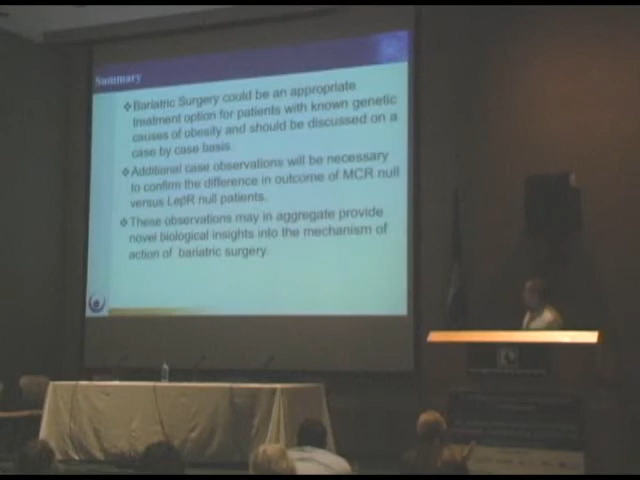 Summary
❖Bariatric Surgery could be an appropriate
treatment option for patients with known genetic
causes of obesity and should be discussed on a
case by case basis.
❖Additional case observations will be necessary
to confirm the difference in outcome of MCR null
versus LepR null patients.
❖These observations may in aggregate provide
novel biological insights into the mechanism of
action of bariatric surgery.